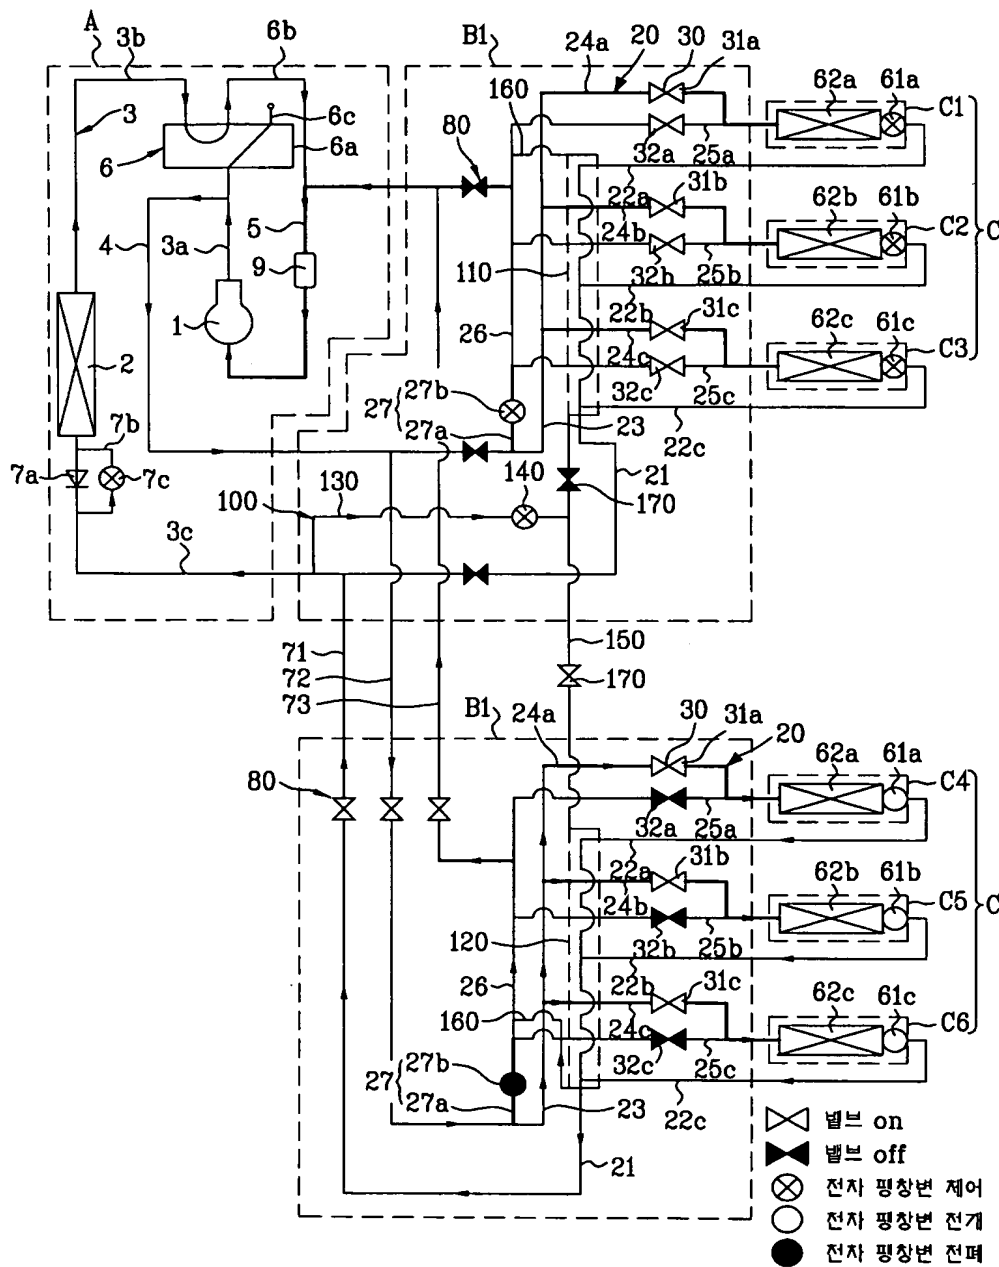 A
3b
6b
B1
24a
20
30
31a
160
62a
61a
C1
3
6c
6
6a
80
32a
25a
22a
31b
62b
61b
C2
C
4
3a
5
24b
110
32b
25b
9
1
22b
31c
62c
61c
C3
26
24c
2
32c
25c
27
27b
27a
23
22c
7b
7a
7c
140
21
130
170
100
3c
71
150
72
170
73
B1
24a
30
31a
20
62a
61a
C4
80
32a
25a
22a
31b
62b
61b
C5
C
24b
120
32b
25b
26
22b
31c
62c
61c
C6
160
24c
32c
25c
27
27b
27a
23
22c
21
밸브 on
밸브 off
전자 팽창변 제어
전자 팽창변 전개
전자 팽창변 전폐